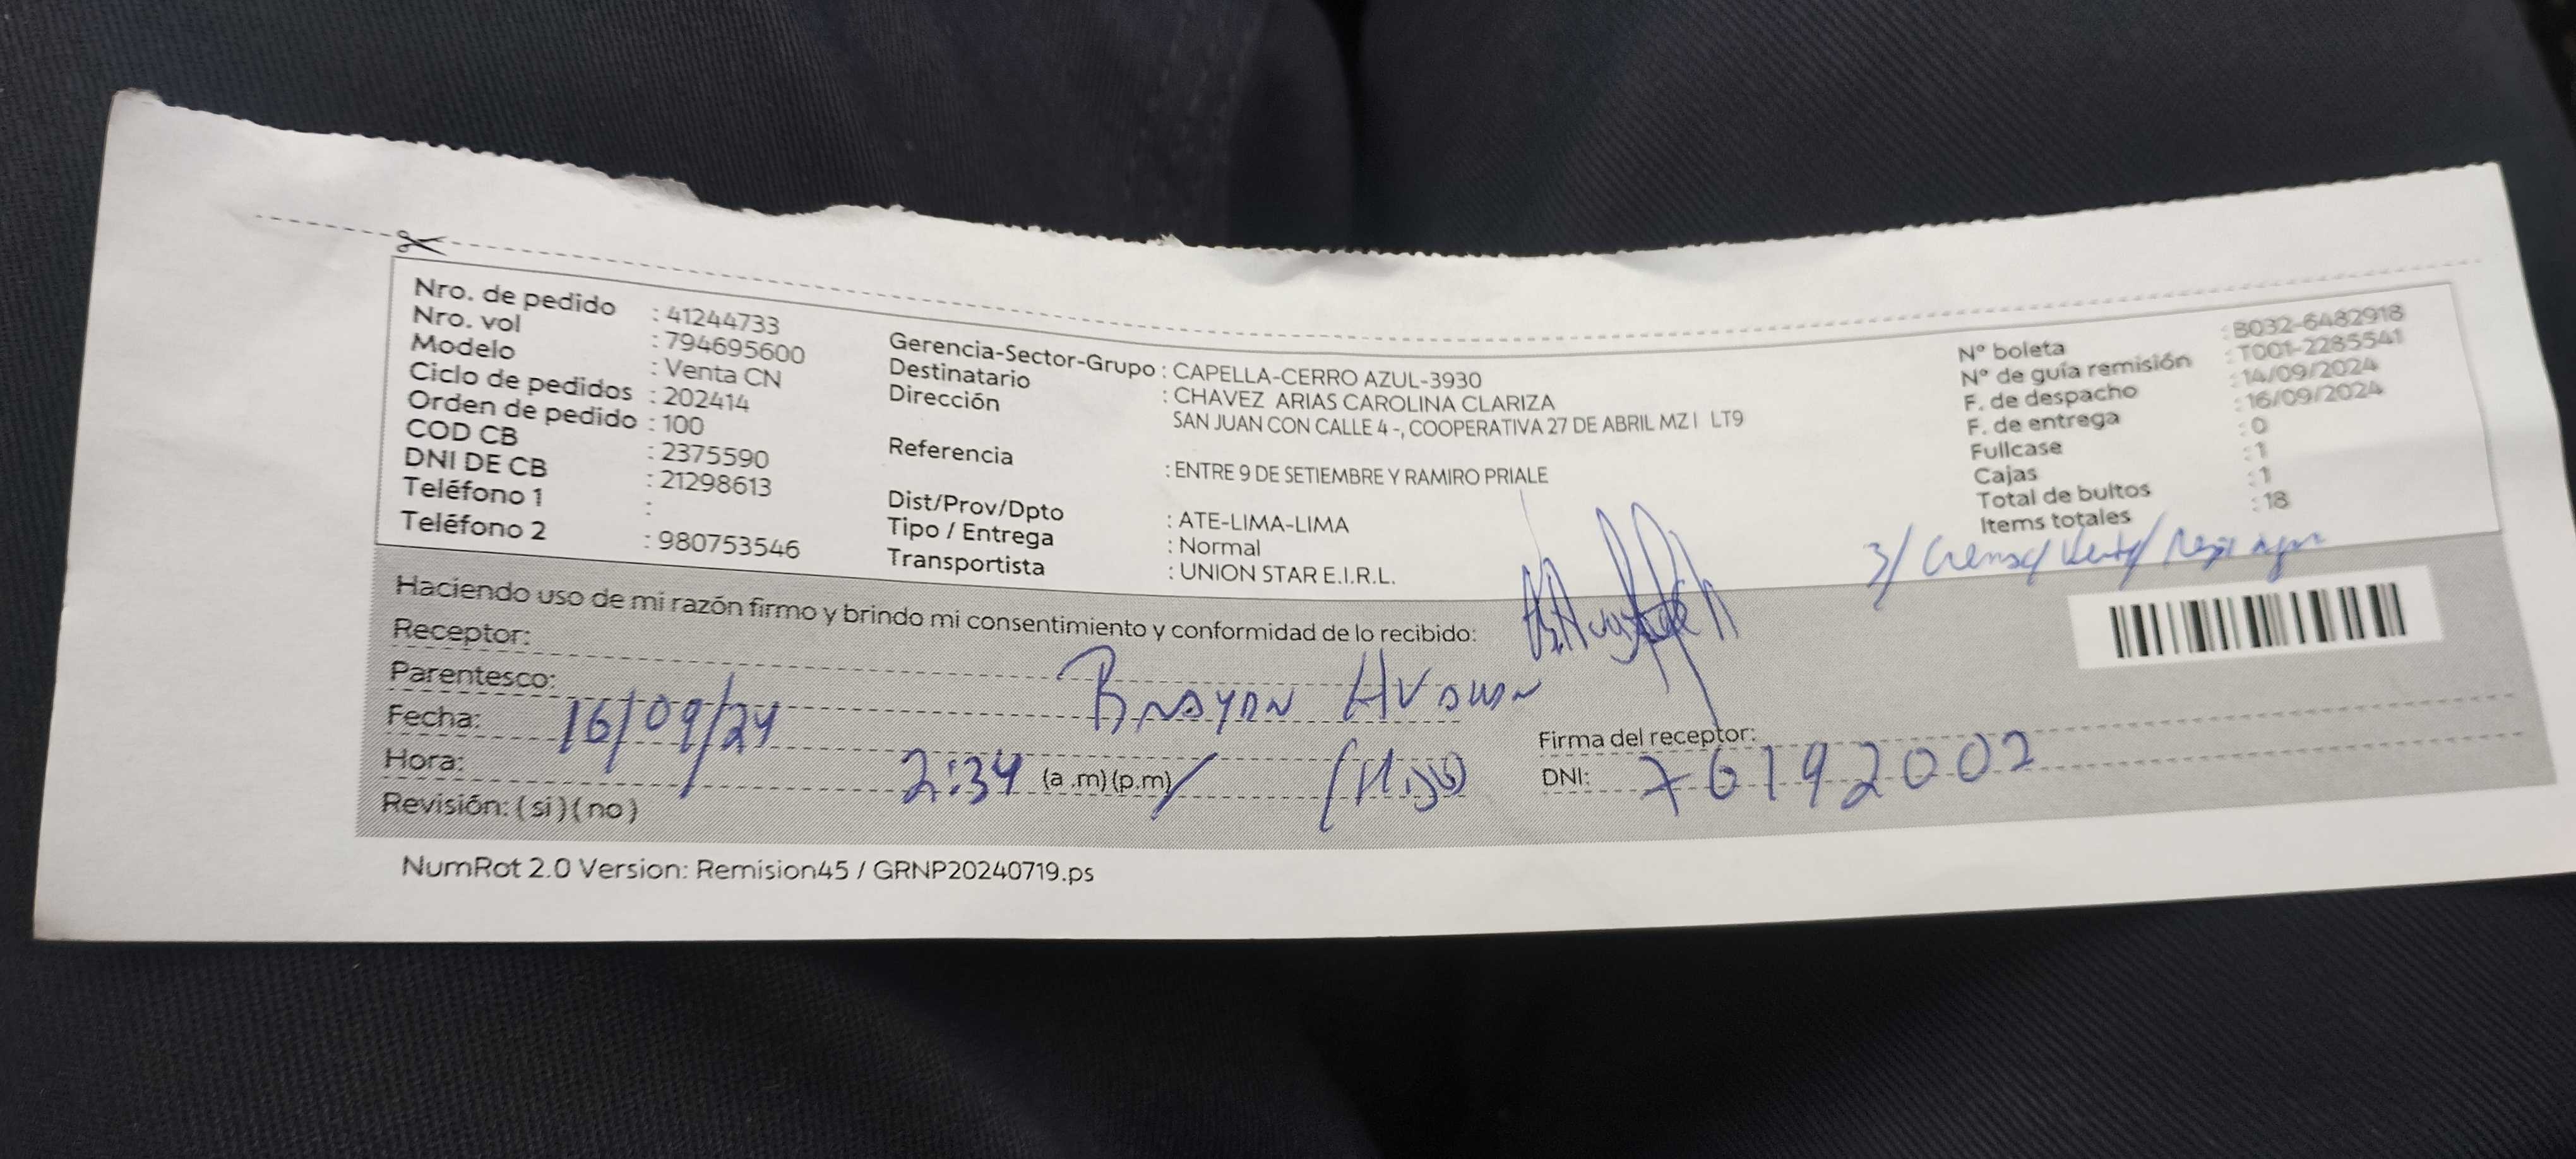 Nro. de pedido : 41244733
Nro. vol : 794695600
Modelo : Venta CN
Ciclo de pedidos : 202414
Orden de pedido : 100
COD CB : 2375590
DNI DE CB : 21298613
Teléfono 1 :
Teléfono 2 : 980753546
Gerencia-Sector-Grupo : CAPELLA-CERRO AZUL-3930
Destinatario : CHAVEZ ARIAS CAROLINA CLARIZA
Dirección SAN JUAN CON CALLE 4 -, COOPERATIVA 27 DE ABRIL MZ I LT9
Referencia : ENTRE 9 DE SETIEMBRE Y RAMIRO PRIALE
Dist/Prov/Dpto : ATE-LIMA-LIMA
Tipo / Entrega : Normal
Transportista : UNION STAR E.I.R.L.
N° boleta : B032-6482918
N° de guía remisión : T001-2285541
F. de despacho : 14/09/2024
F. de entrega : 16/09/2024
Fullcase : 0
Cajas : 1
Total de bultos : 1
Items totales : 18
3/
Haciendo uso de mi razón firmo y brindo mi consentimiento y conformidad de lo recibido:
Receptor:
Parentesco: Brayan
Fecha: 16/09/24
Hora: 2:34 (a .m)(p.m) / (Hijo)
Revisión: ( si ) ( no )
Firma del receptor:
DNI: 76192002
NumRot 2.0 Version: Remision45 / GRNP20240719.ps